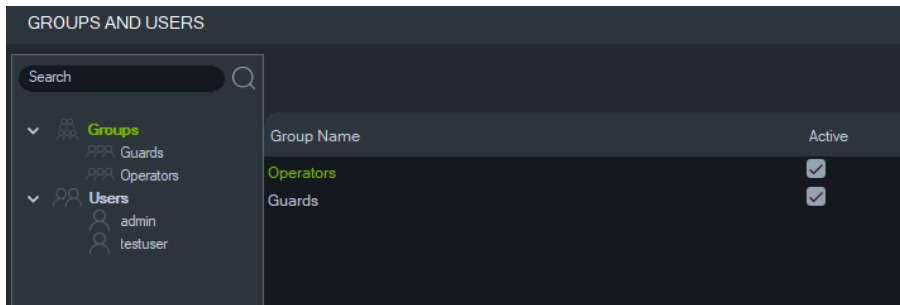 GROUPS AND USERS
Search
Groups
Guards
Operators
Users
admin
testuser
Group Name Active
Operators
Guards